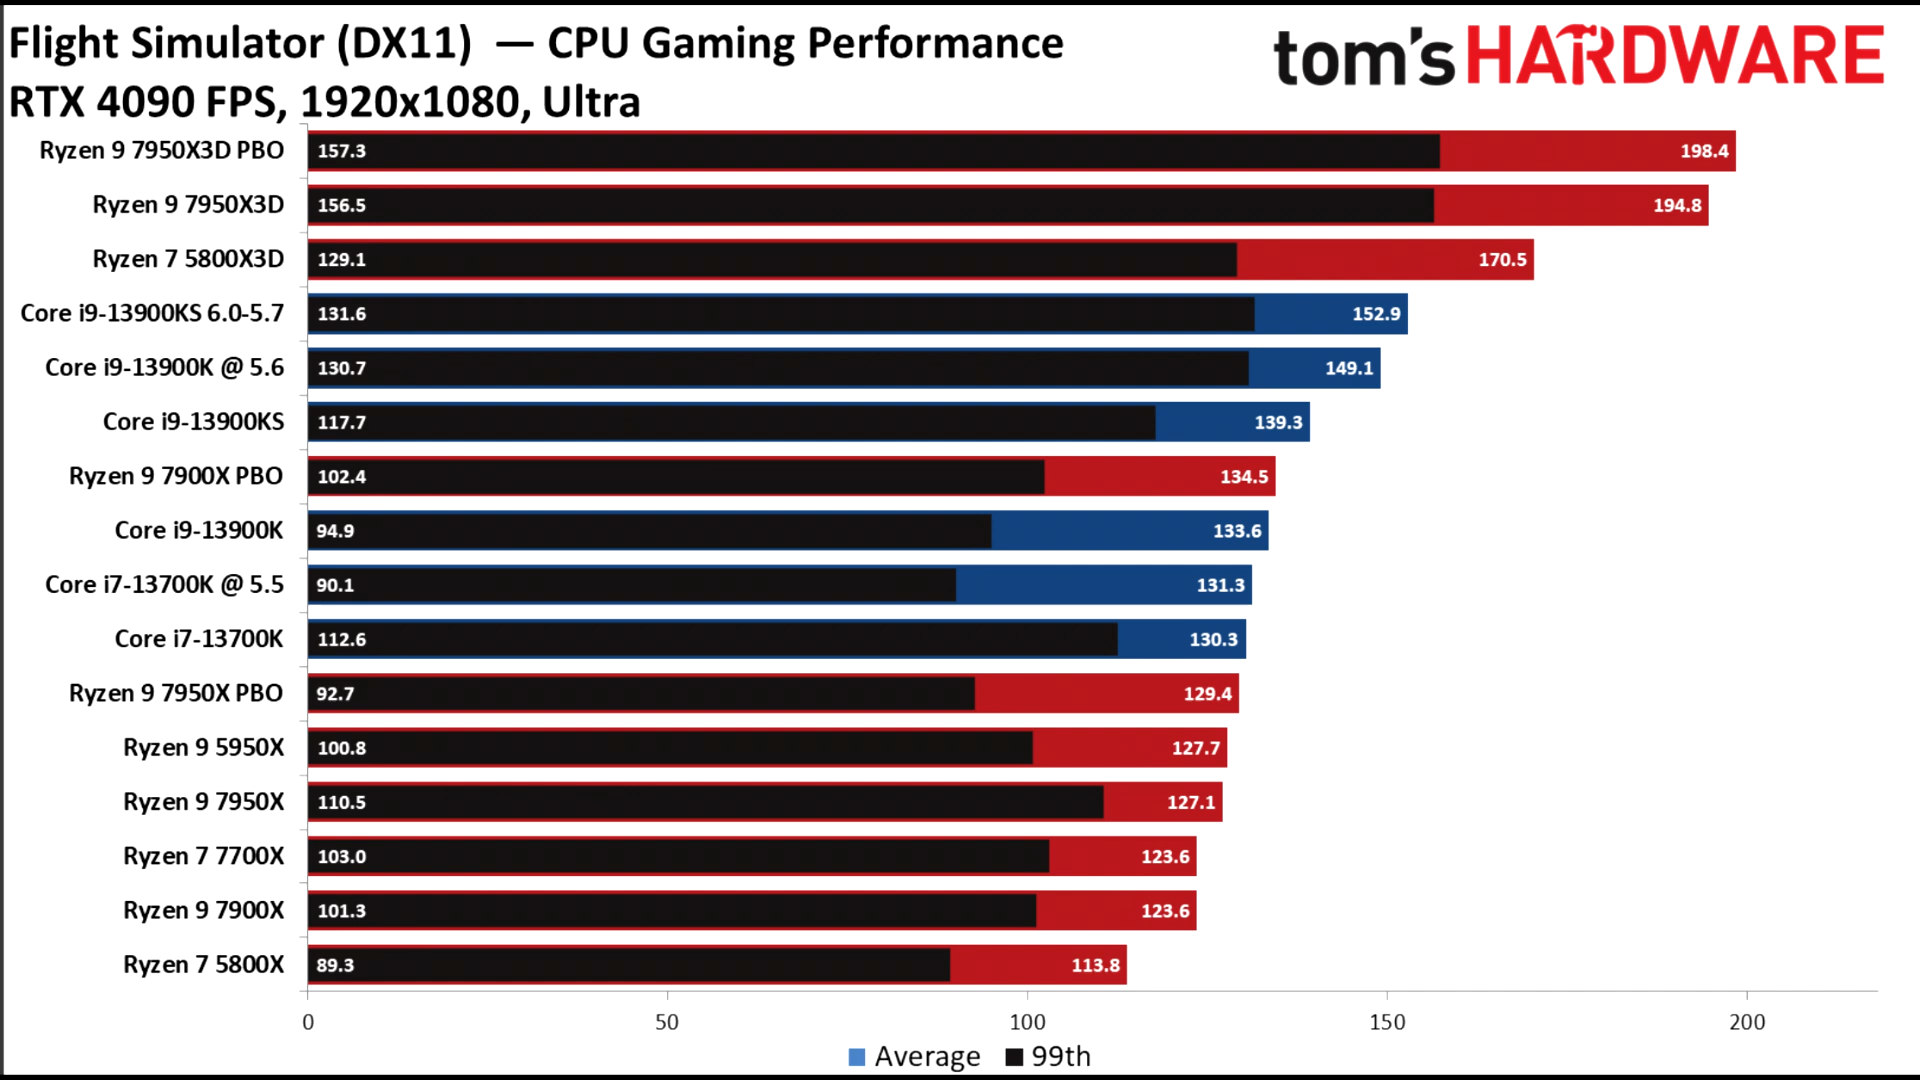 Flight Simulator (DX11) — CPU Gaming Performance
RTX 4090 FPS, 1920x1080, Ultra
tom's HARDWARE
Ryzen 9 7950X3D PBO 157.3 198.4
Ryzen 9 7950X3D 156.5 194.8
Ryzen 7 5800X3D 129.1 170.5
Core i9-13900KS 6.0-5.7 131.6 152.9
Core i9-13900K @ 5.6 130.7 149.1
Core i9-13900KS 117.7 139.3
Ryzen 9 7900X PBO 102.4 134.5
Core i9-13900K 94.9 133.6
Core i7-13700K @ 5.5 90.1 131.3
Core i7-13700K 112.6 130.3
Ryzen 9 7950X PBO 92.7 129.4
Ryzen 9 5950X 100.8 127.7
Ryzen 9 7950X 110.5 127.1
Ryzen 7 7700X 103.0 123.6
Ryzen 9 7900X 101.3 123.6
Ryzen 7 5800X 89.3 113.8
0 50 100 150 200
Average 99th